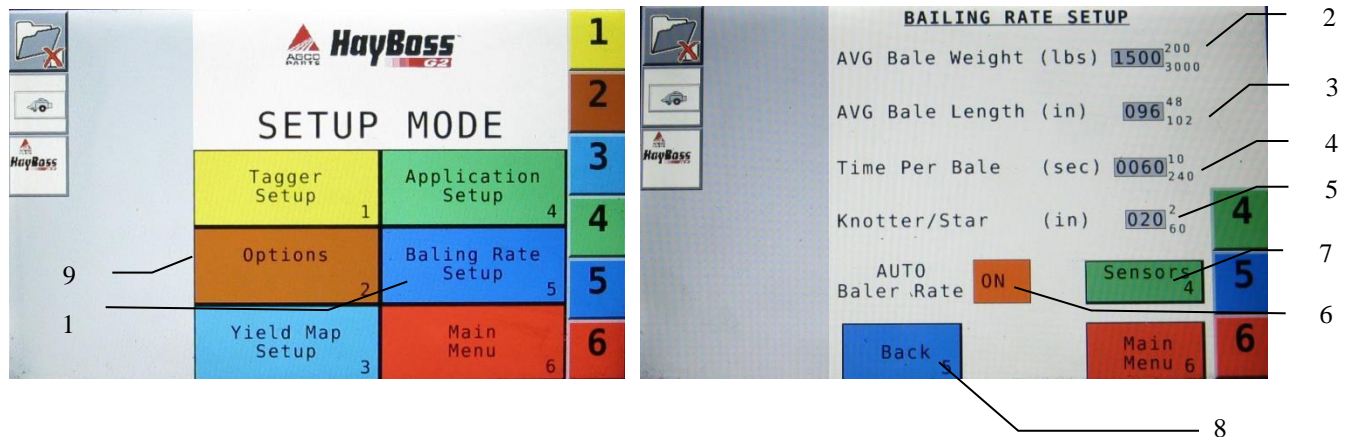 AGCO
PARTS
HayBoss
G2
SETUP MODE
Tagger
Setup
1
Application
Setup
4
Options
2
Baling Rate
Setup
5
Yield Map
Setup
3
Main
Menu
6
1
2
3
4
5
6
HayBoss
9
1
BAILING RATE SETUP
AVG Bale Weight (lbs) 1500 200 3000
AVG Bale Length (in) 096 48 102
Time Per Bale (sec) 0060 10 240
Knotter/Star (in) 020 2 60
AUTO
Baler Rate
ON
Sensors
4
Back
5
Main
Menu 6
4
5
6
HayBoss
2
3
4
5
7
6
8